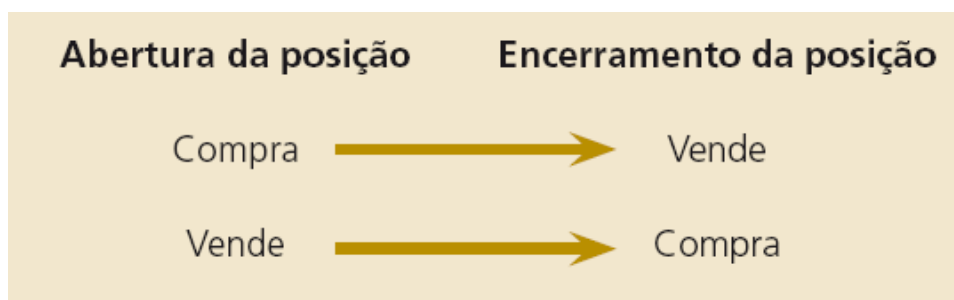 Abertura da posição Encerramento da posição
Compra Vende
Vende Compra